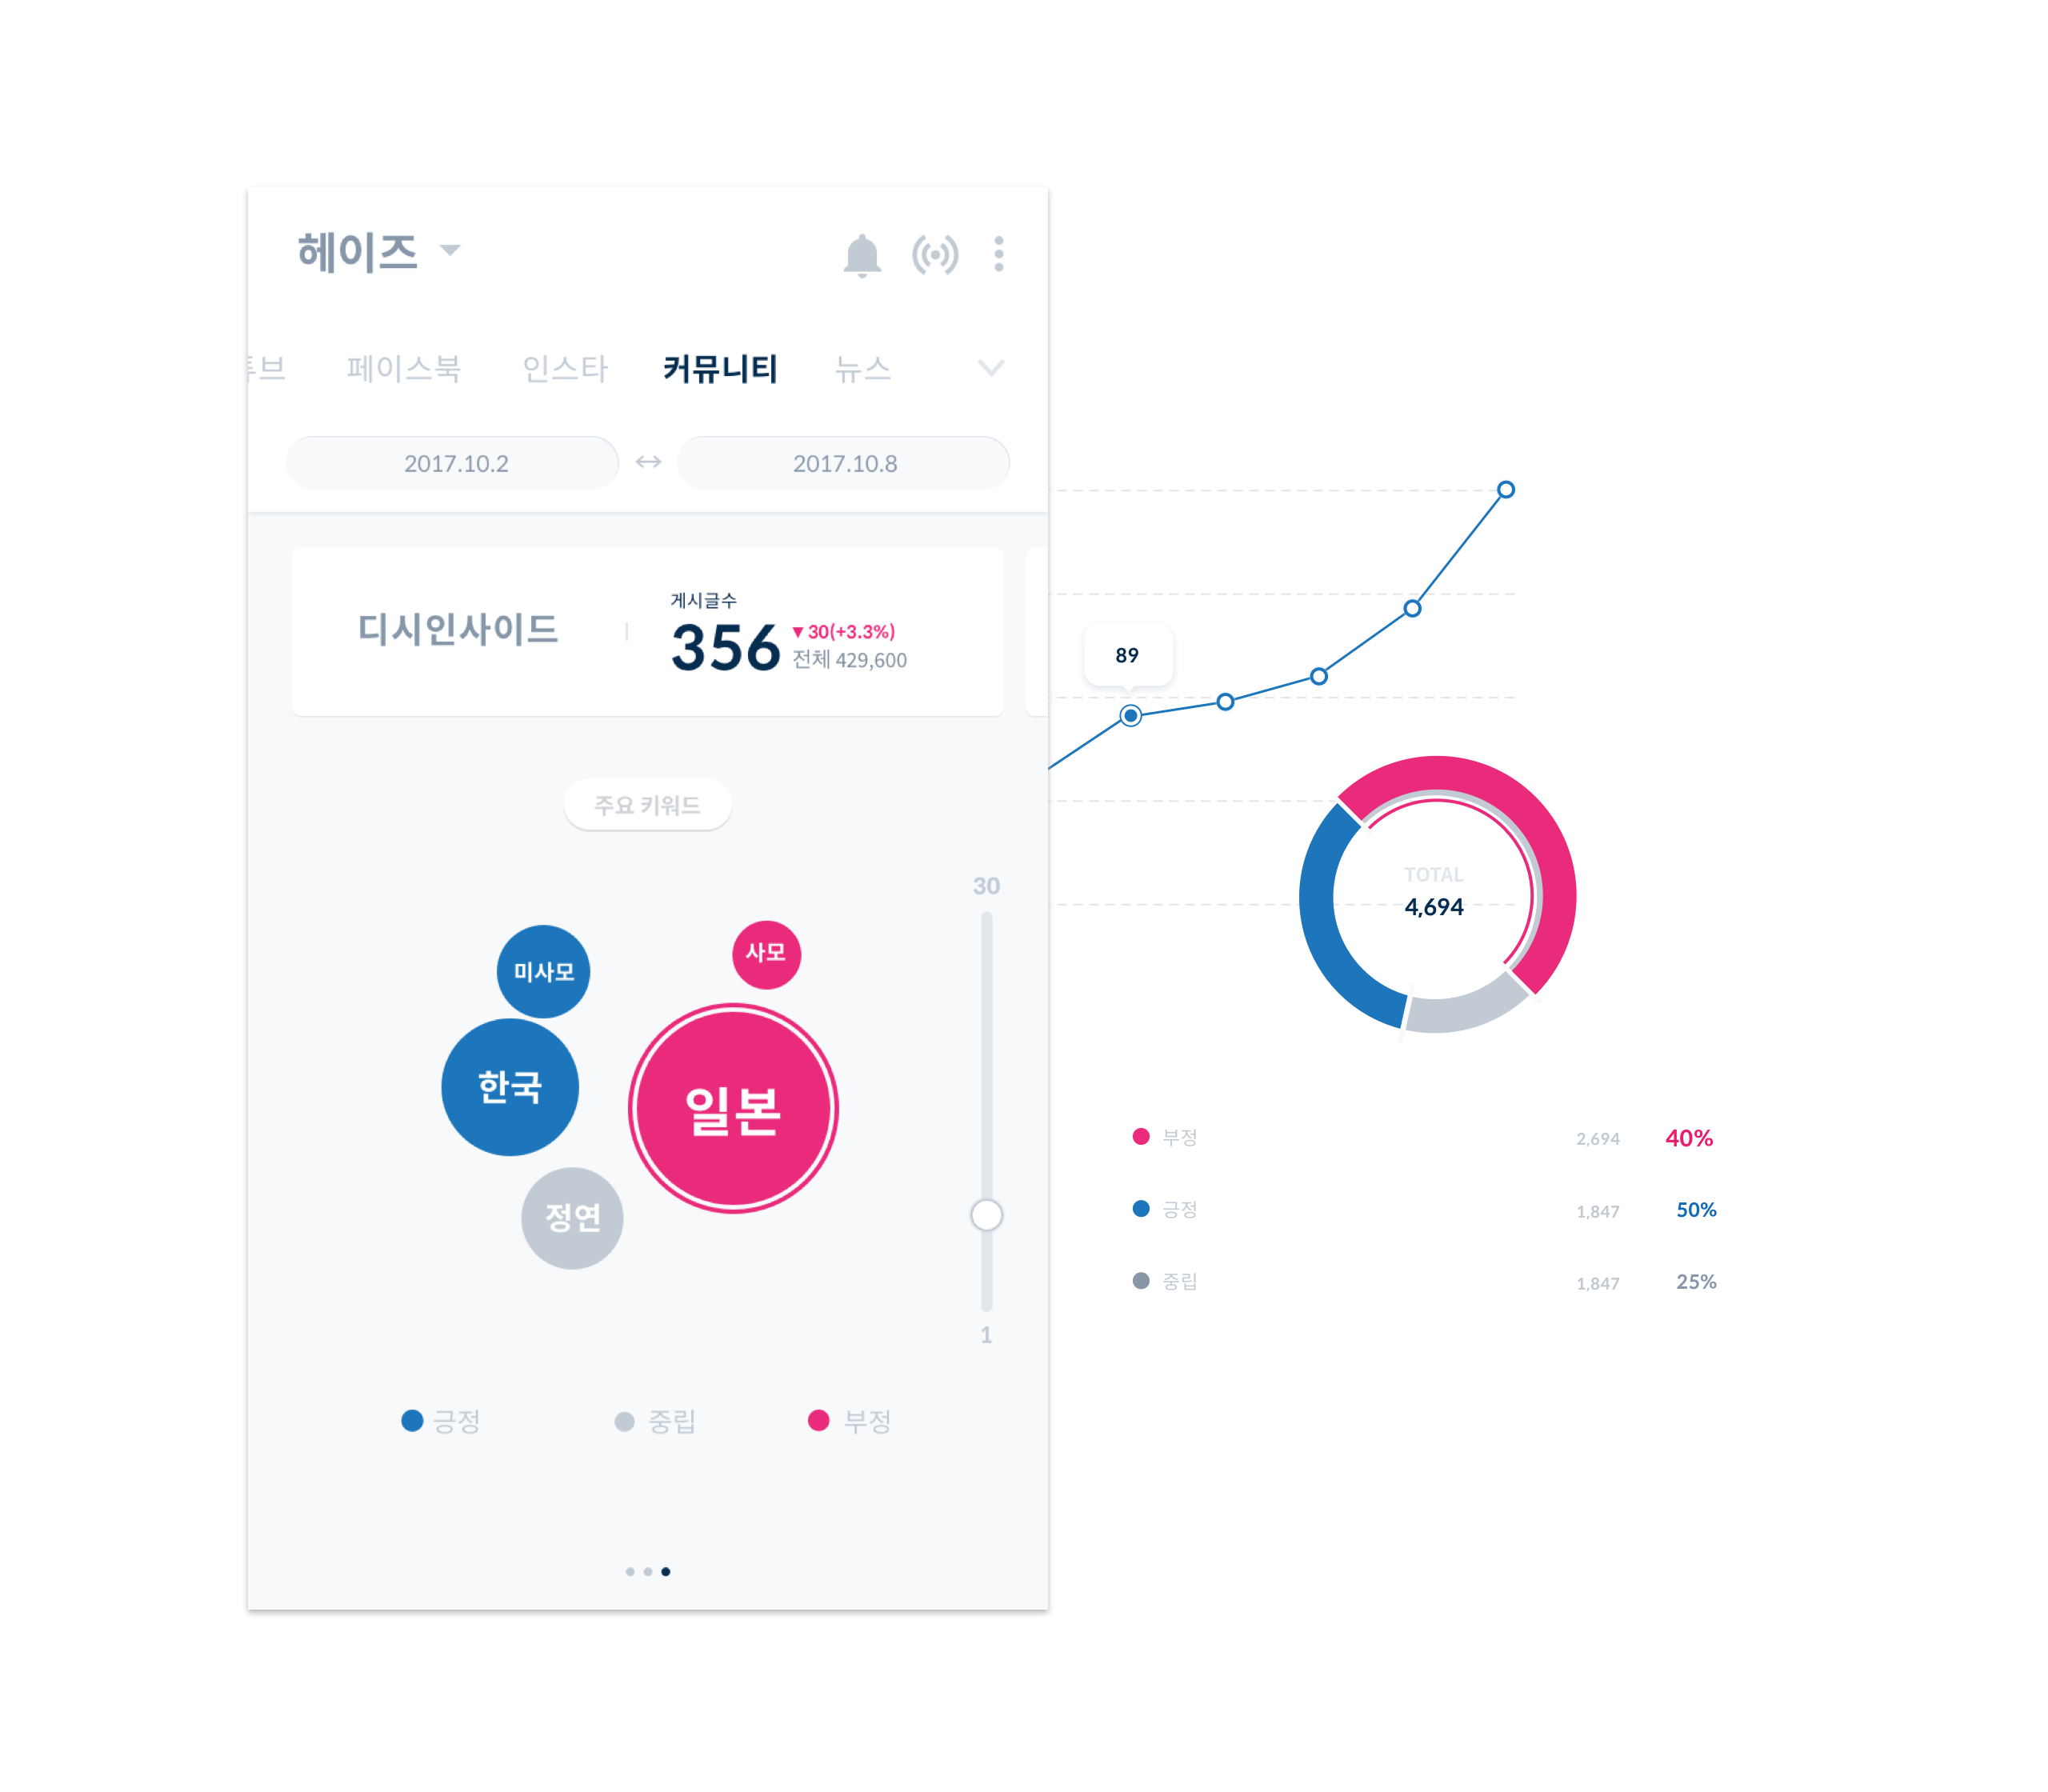 헤이즈
튜브 페이스북 인스타 커뮤니티 뉴스
2017.10.2 ↔ 2017.10.8
디시인사이드
게시글수
356
▼30(+3.3%)
전체 429,600
주요 키워드
30
미사모
사모
한국
일본
정연
1
긍정 중립 부정
89
TOTAL
4,694
부정 2,694 40%
긍정 1,847 50%
중립 1,847 25%